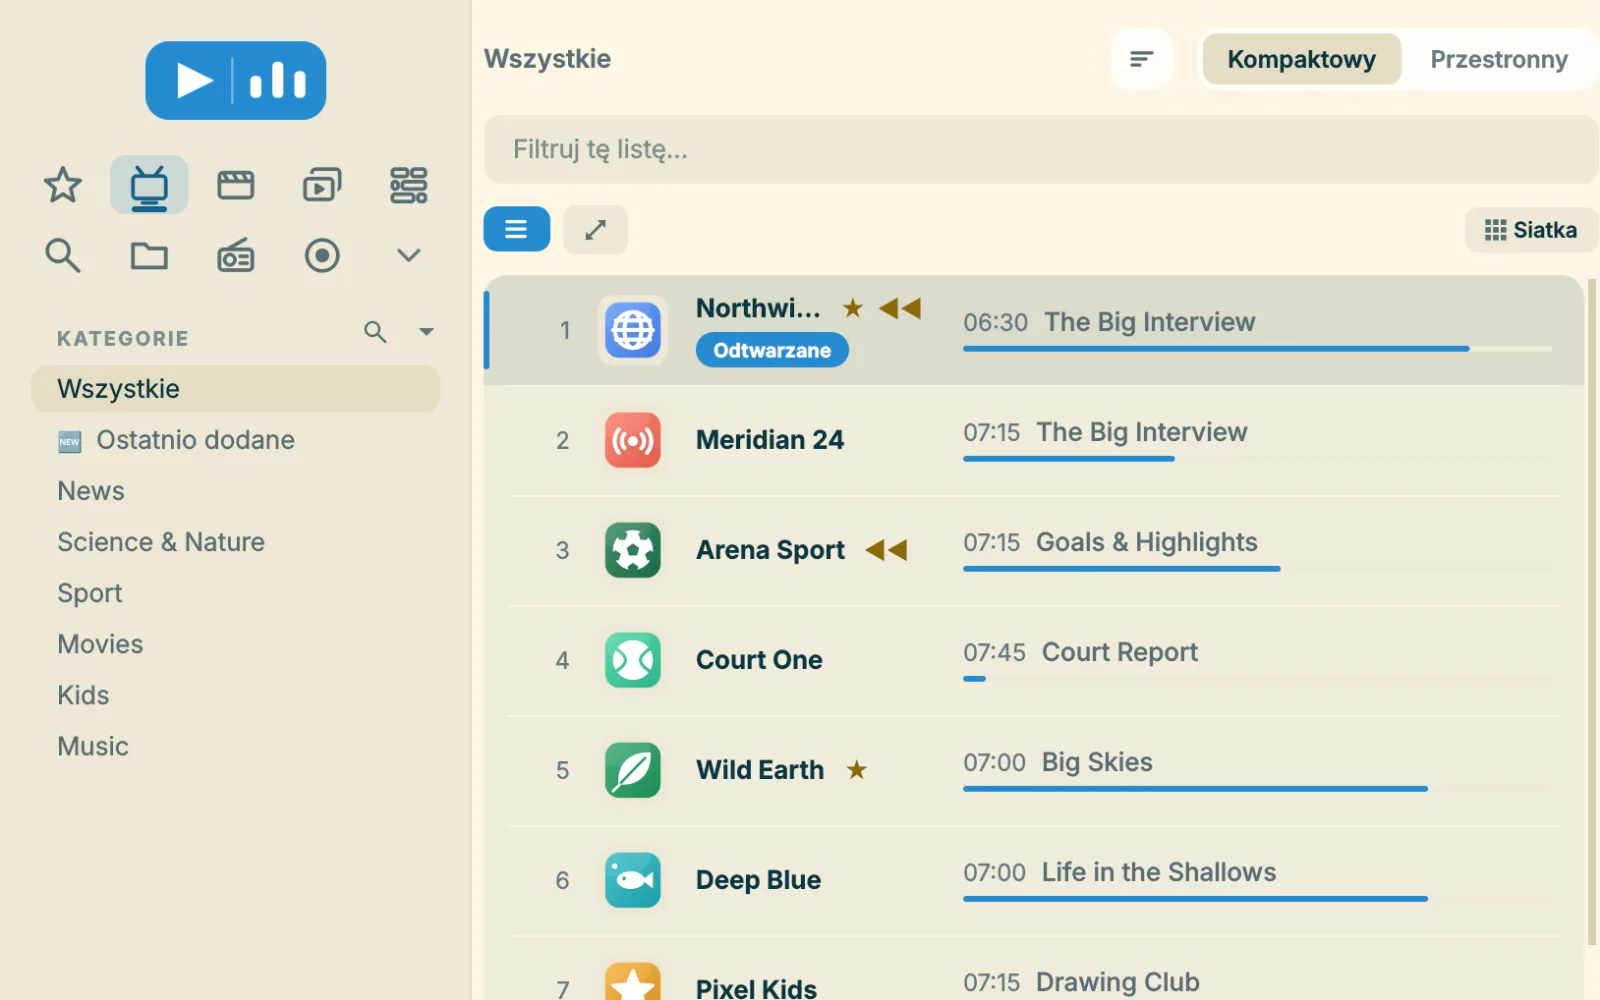 Wszystkie
Kompaktowy
Przestronny
Filtruj tę listę...
Siatka
KATEGORIE
Wszystkie
NEW Ostatnio dodane
News
Science & Nature
Sport
Movies
Kids
Music
1 Northwi... ★ 06:30 The Big Interview
Odtwarzane
2 Meridian 24 07:15 The Big Interview
3 Arena Sport 07:15 Goals & Highlights
4 Court One 07:45 Court Report
5 Wild Earth ★ 07:00 Big Skies
6 Deep Blue 07:00 Life in the Shallows
7 Pixel Kids 07:15 Drawing Club